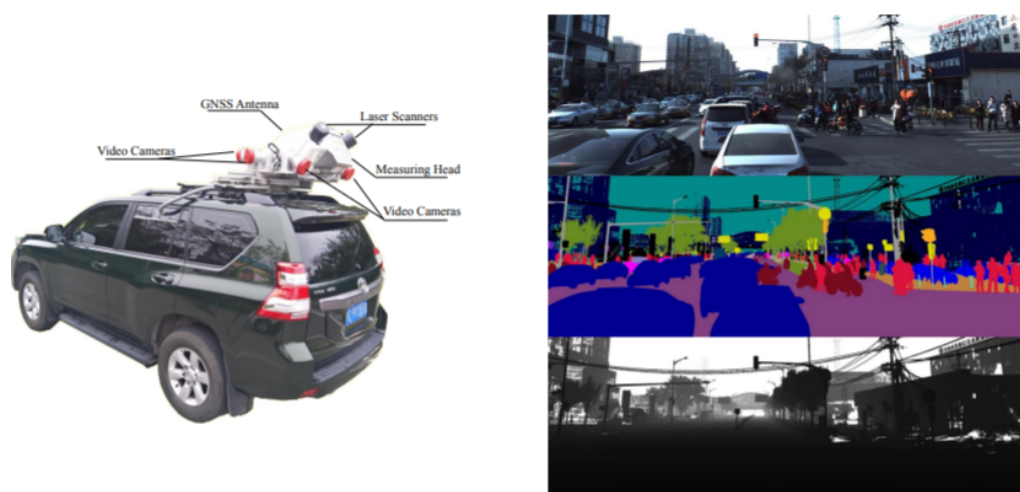 GNSS Antenna
Laser Scanners
Video Cameras
Measuring Head
Video Cameras